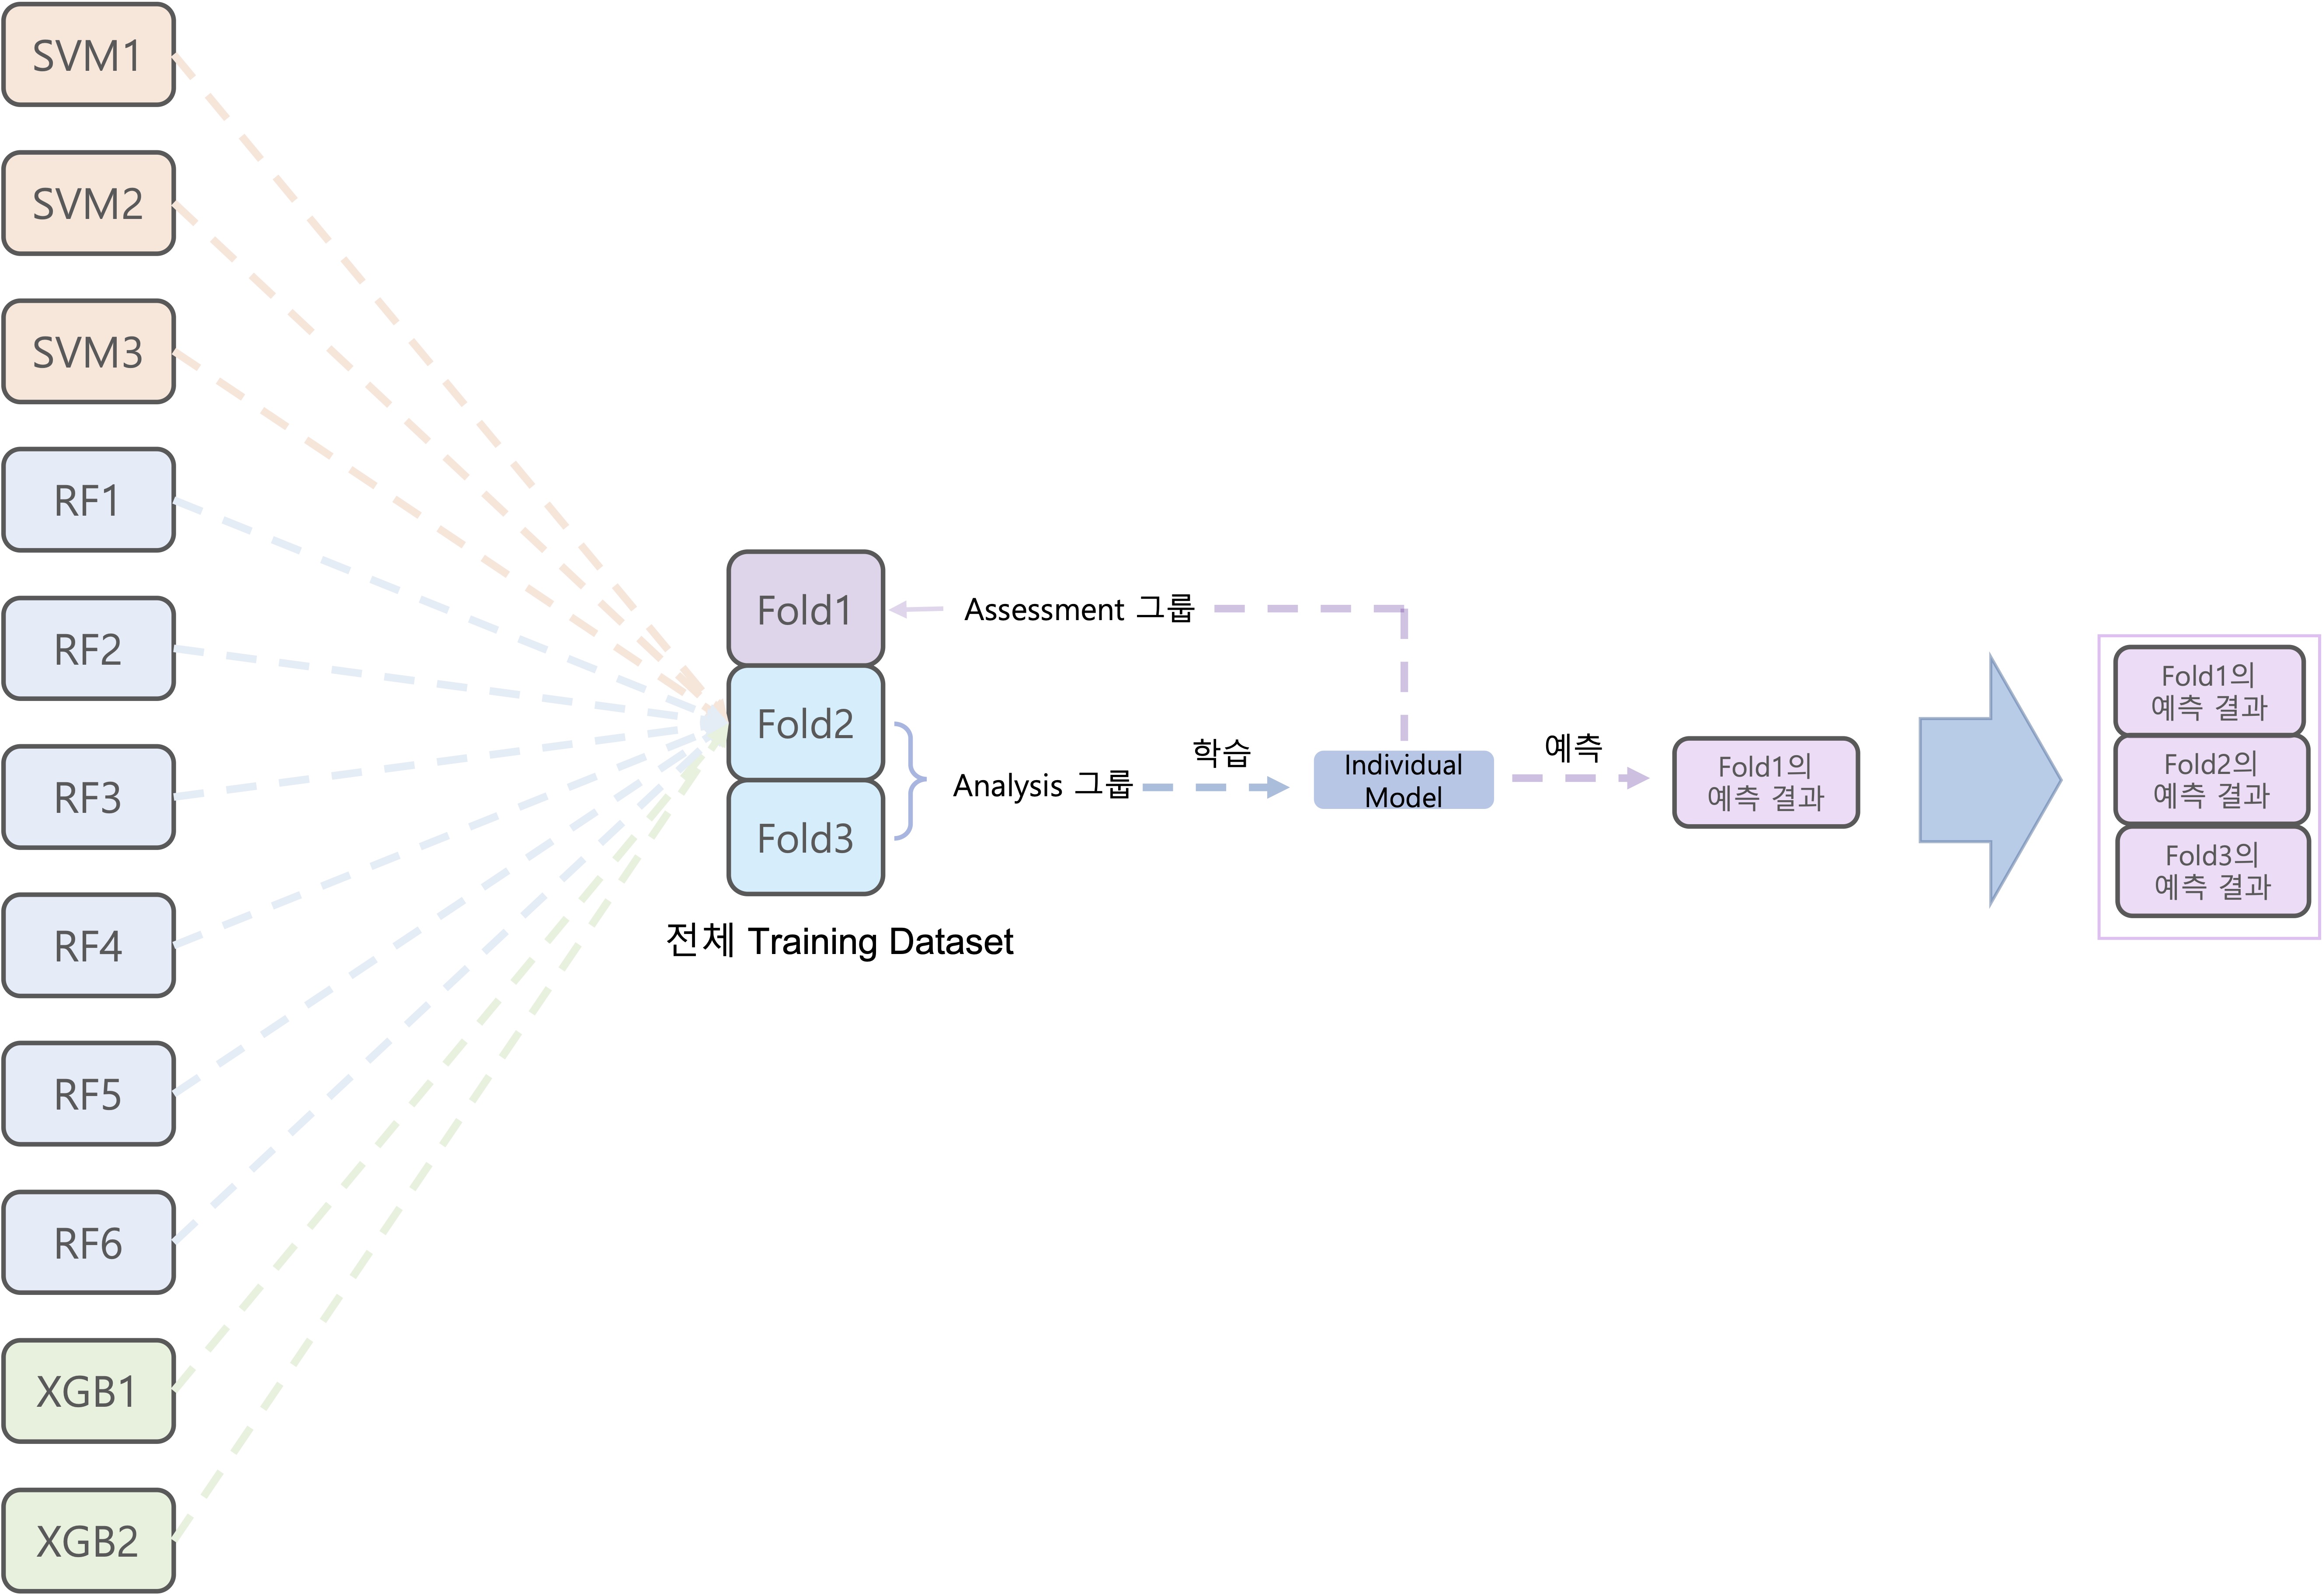 SVM1
SVM2
SVM3
RF1
RF2
RF3
RF4
RF5
RF6
XGB1
XGB2
Fold1
Fold2
Fold3
전체 Training Dataset
Assessment 그룹
Analysis 그룹
학습
Individual
Model
예측
Fold1의
예측 결과
Fold1의
예측 결과
Fold2의
예측 결과
Fold3의
예측 결과